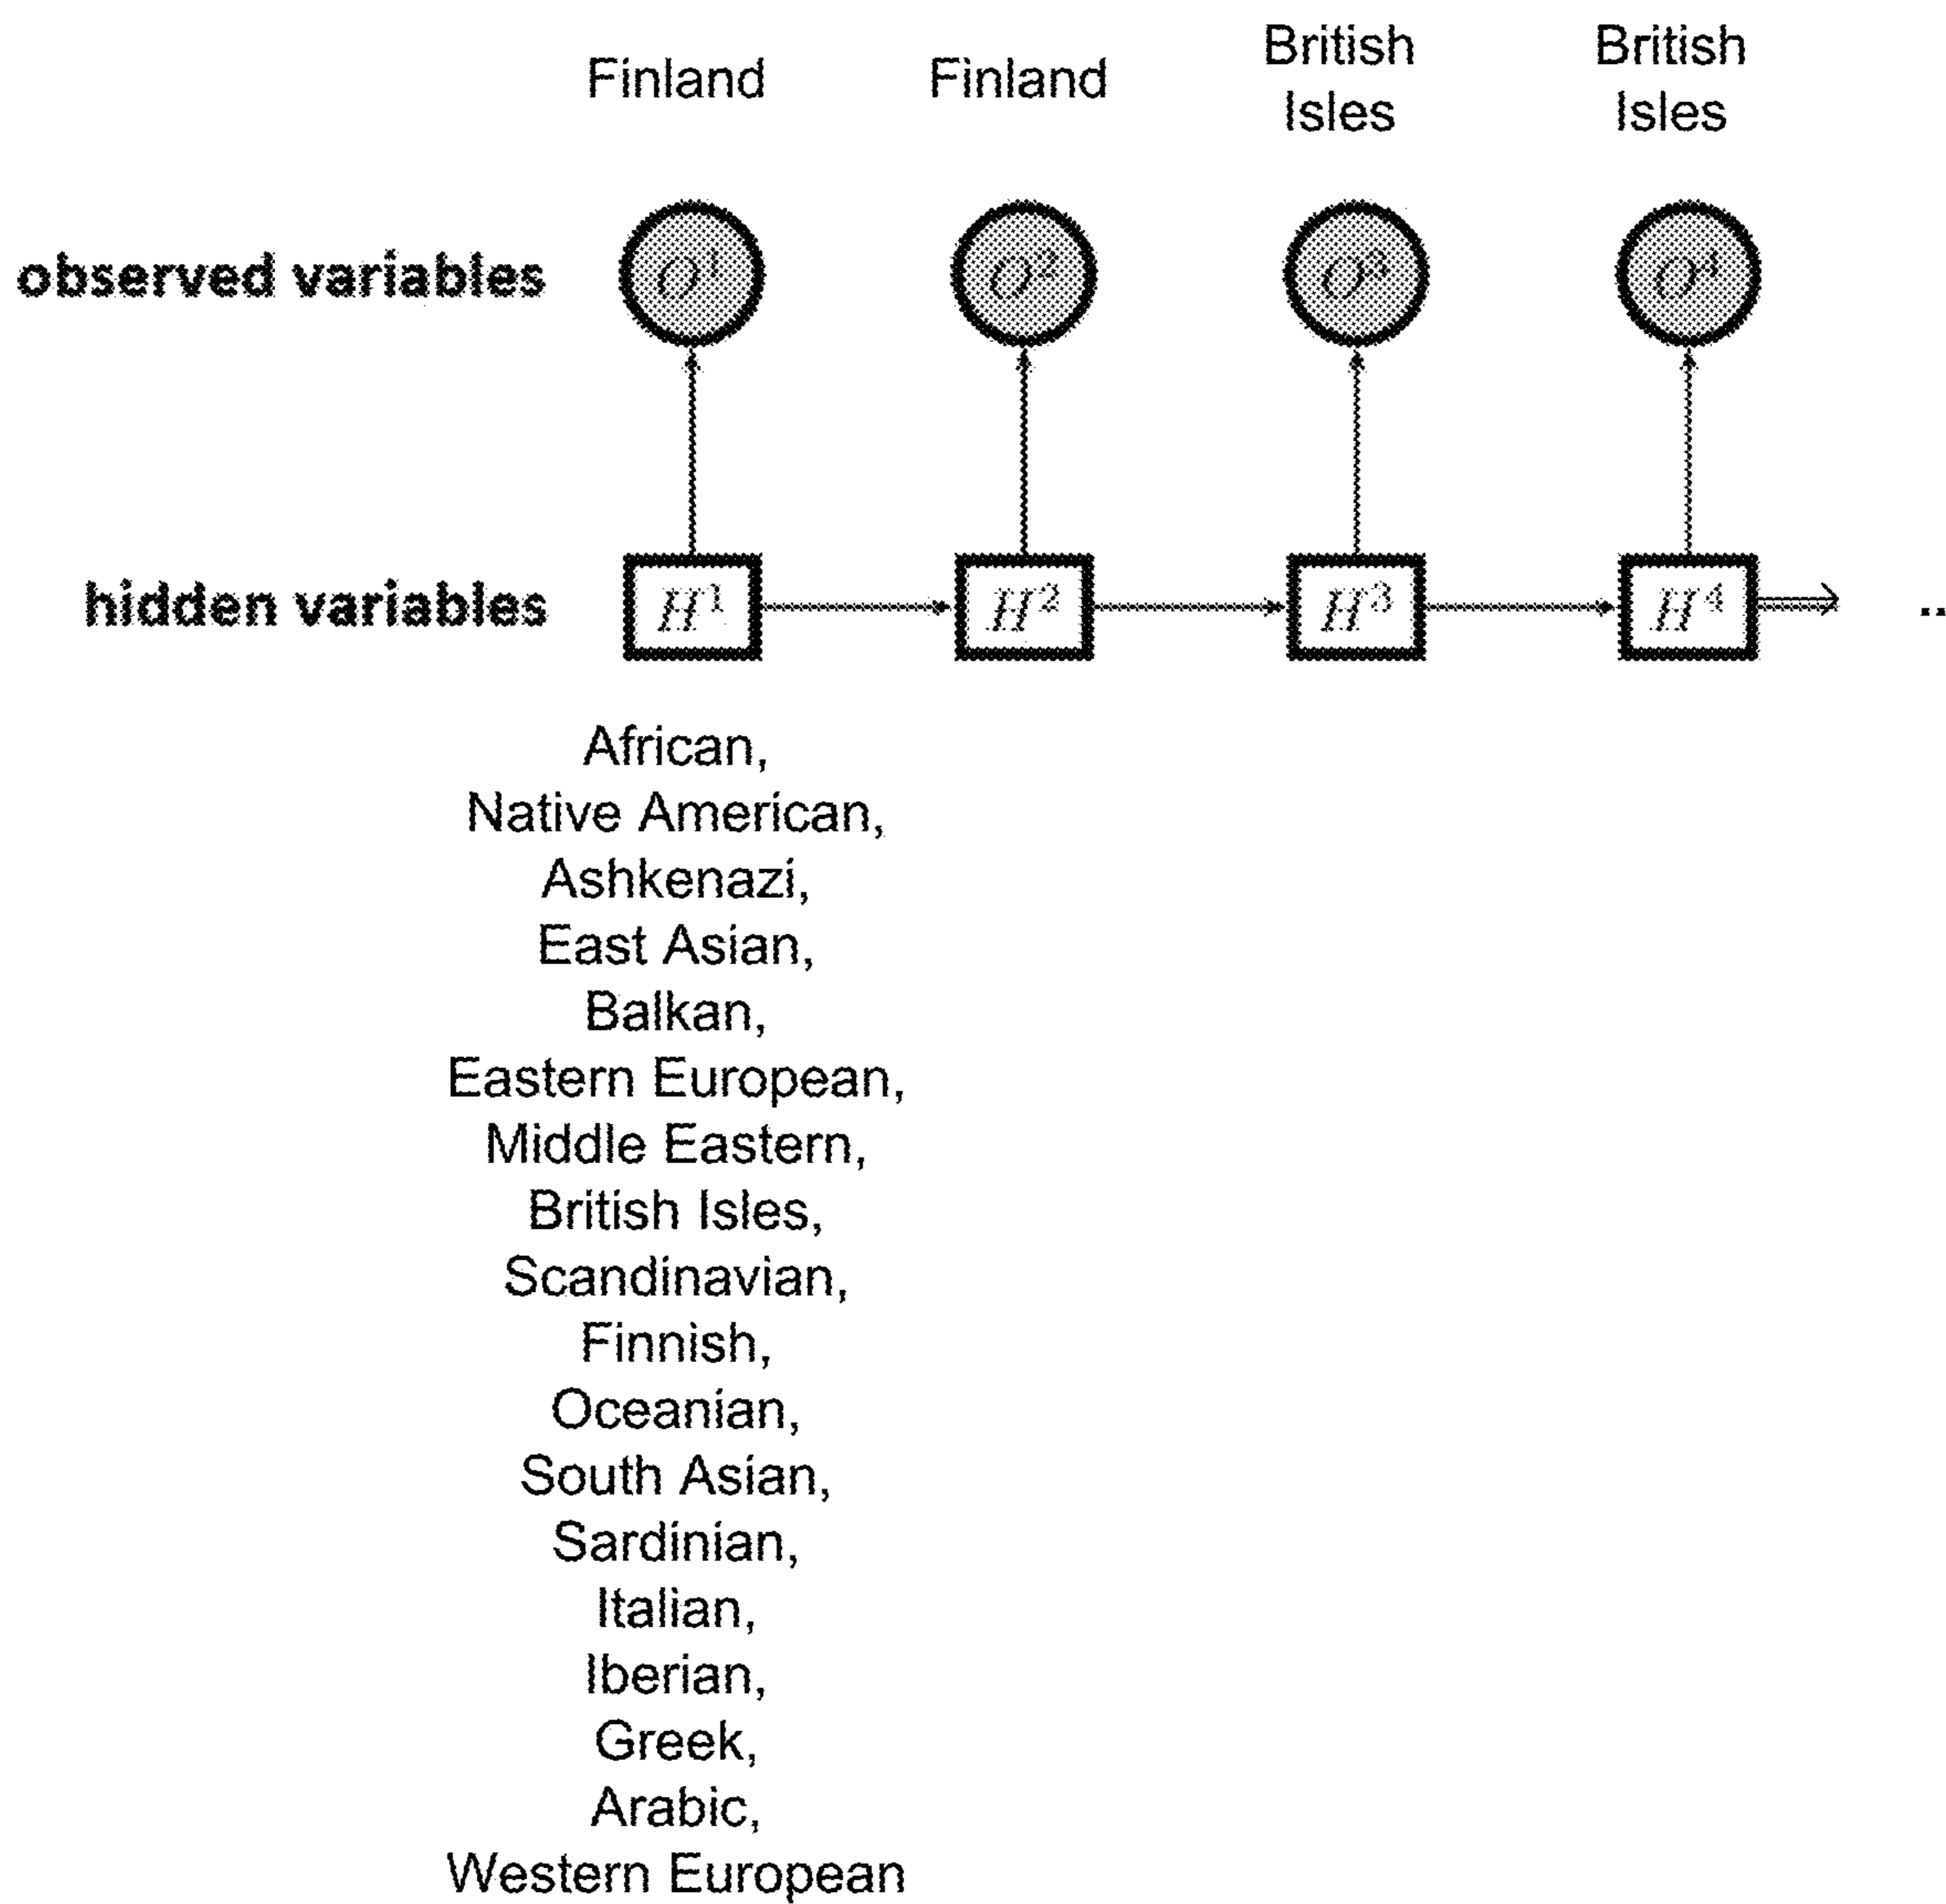 Finland Finland British Isles British Isles
observed variables O¹ O² O³ O⁴
hidden variables H¹ H² H³ H⁴ ..
African,
Native American,
Ashkenazi,
East Asian,
Balkan,
Eastern European,
Middle Eastern,
British Isles,
Scandinavian,
Finnish,
Oceanian,
South Asian,
Sardinian,
Italian,
Iberian,
Greek,
Arabic,
Western European